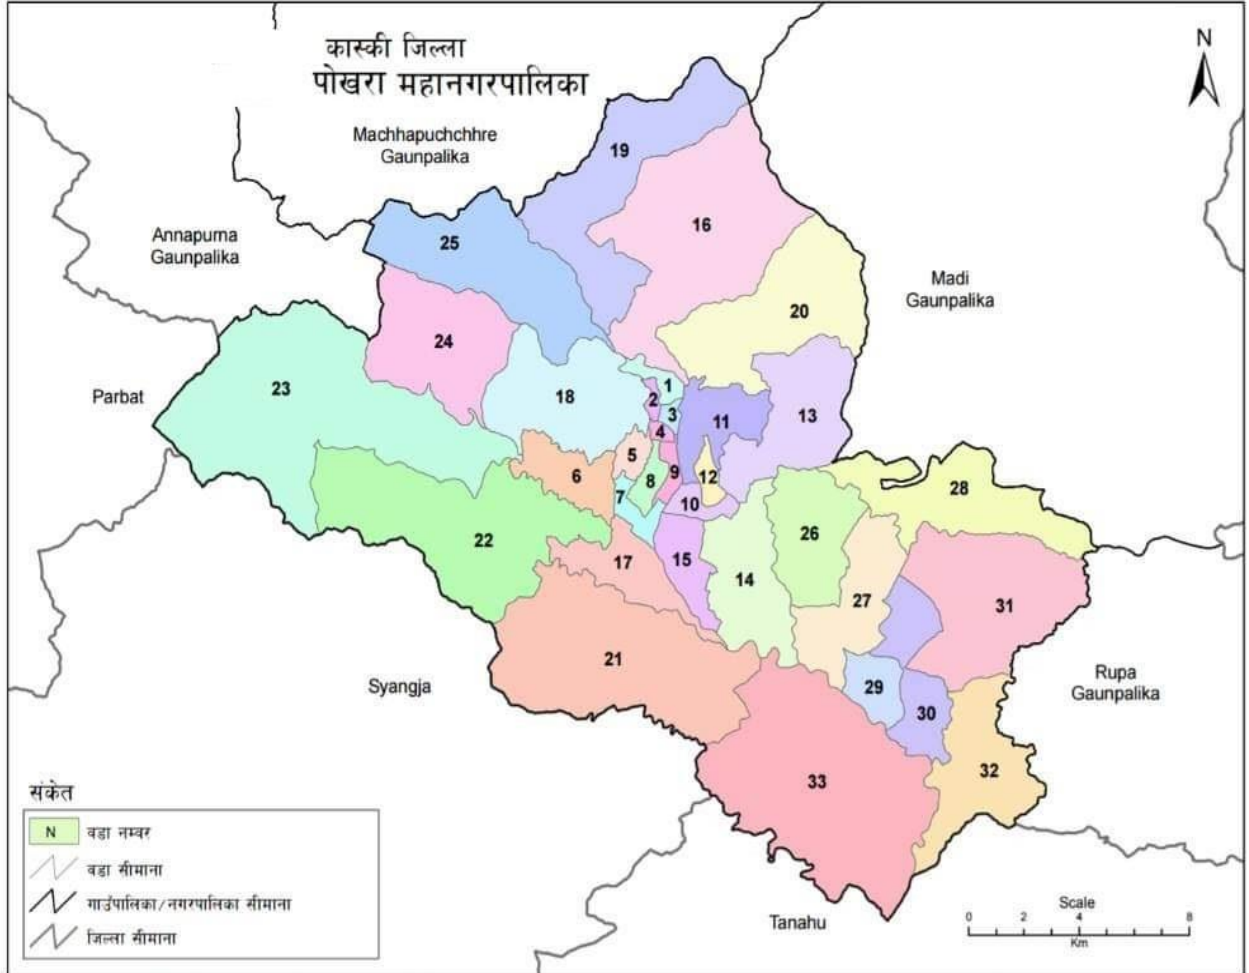 कास्की जिल्ला
पोखरा महानगरपालिका
N
Machhapuchchhre
Gaunpalika
19
16
25
Annapurna
Gaunpalika
Madi
Gaunpalika
20
24
23
Parbat
18
1
2
3
11
13
4
5
6
9
12
8
7
10
28
22
26
17
15
14
27
31
21
Syangja
29
Rupa
Gaunpalika
30
33
32
संकेत
N वडा नम्वर
वडा सीमाना
गाउँपालिका/नगरपालिका सीमाना
जिल्ला सीमाना
Tanahu
Scale
0 2 4 8
Km